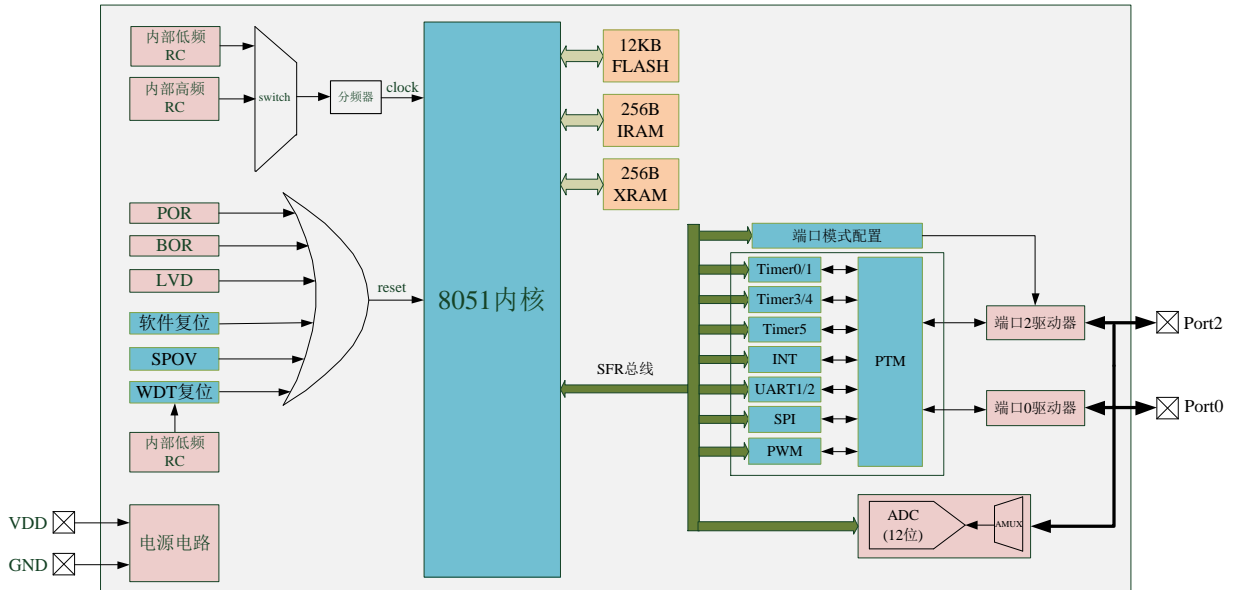 内部低频
RC
内部高频
RC
switch
分频器
clock
POR
BOR
LVD
软件复位
SPOV
WDT复位
内部低频
RC
reset
VDD
GND
电源电路
8051内核
12KB
FLASH
256B
IRAM
256B
XRAM
SFR总线
端口模式配置
Timer0/1
Timer3/4
Timer5
INT
UART1/2
SPI
PWM
PTM
端口2驱动器
Port2
端口0驱动器
Port0
ADC
(12位)
AMUX